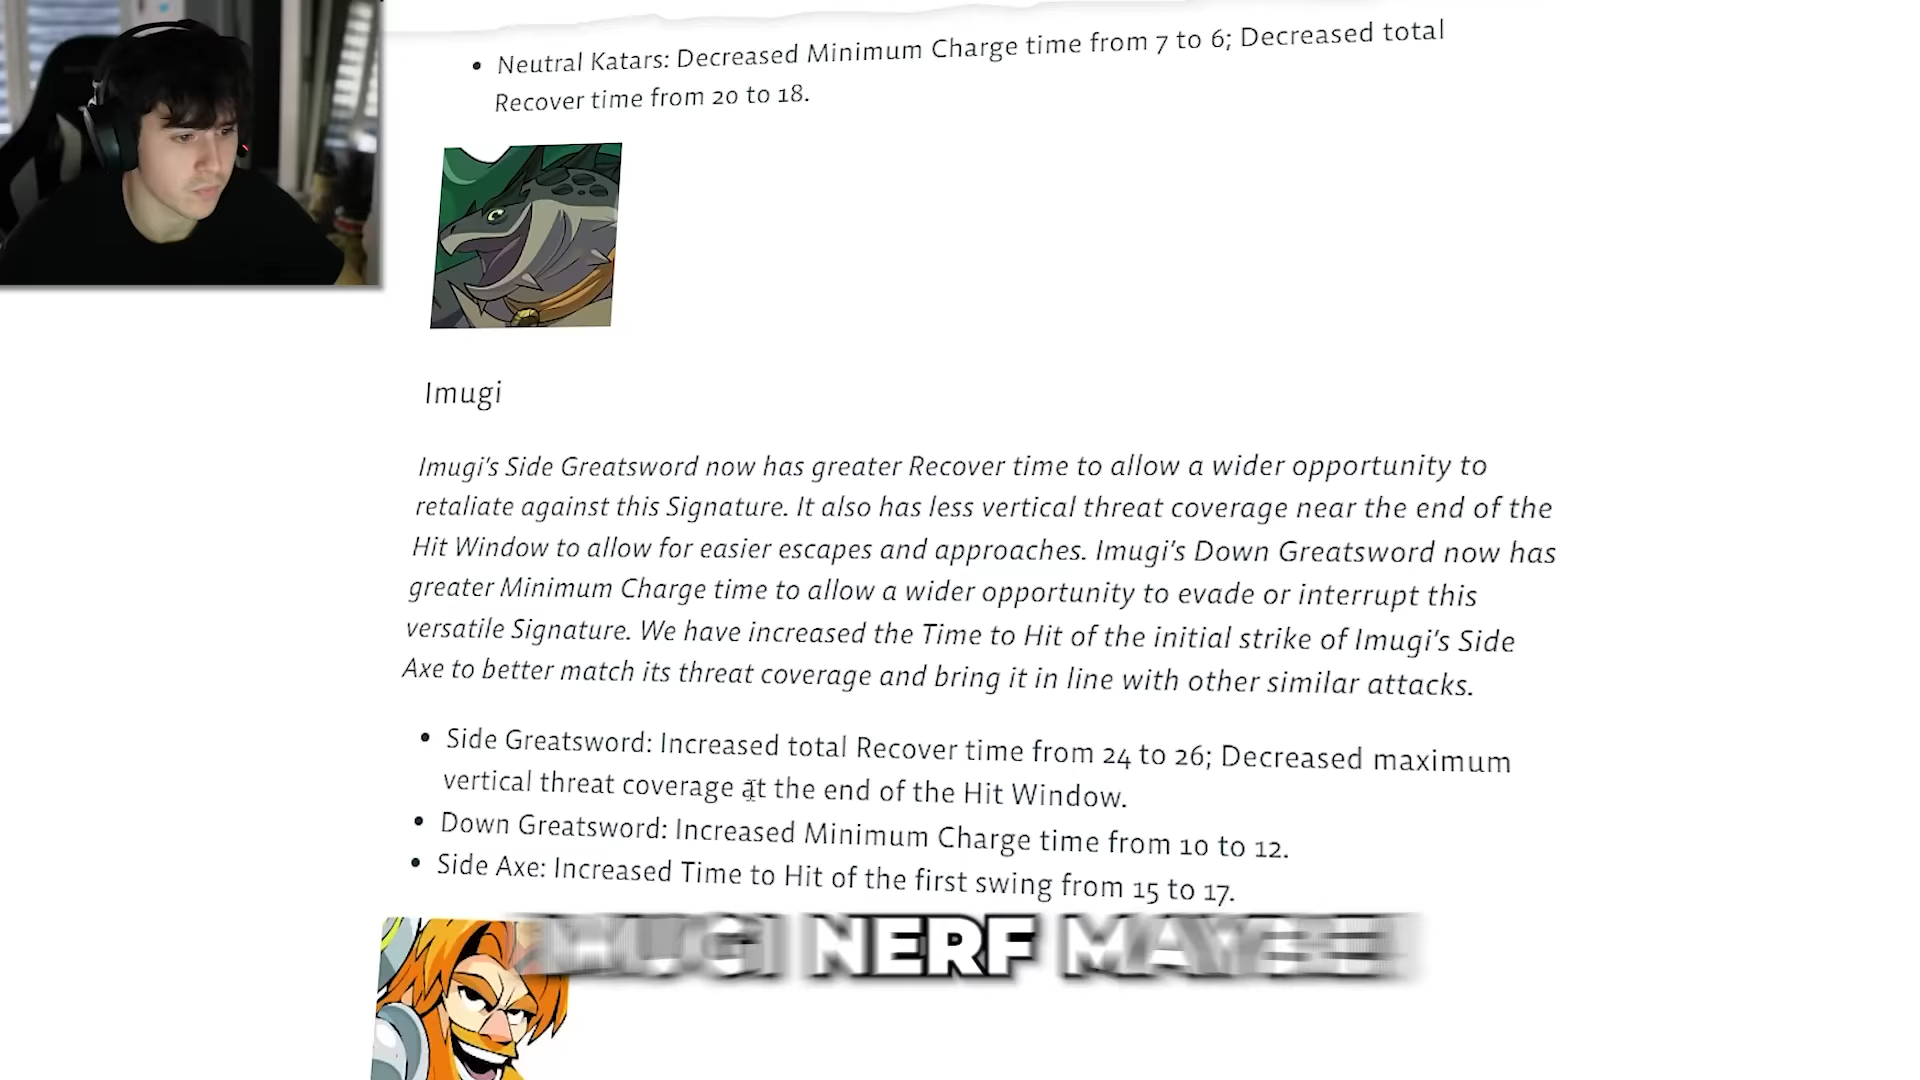 Neutral Katars: Decreased Minimum Charge time from 7 to 6; Decreased total
Recover time from 20 to 18.
Imugi
Imugi's Side Greatsword now has greater Recover time to allow a wider opportunity to
retaliate against this Signature. It also has less vertical threat coverage near the end of the
Hit Window to allow for easier escapes and approaches. Imugi's Down Greatsword now has
greater Minimum Charge time to allow a wider opportunity to evade or interrupt this
versatile Signature. We have increased the Time to Hit of the initial strike of Imugi's Side
Axe to better match its threat coverage and bring it in line with other similar attacks.
Side Greatsword: Increased total Recover time from 24 to 26; Decreased maximum
vertical threat coverage at the end of the Hit Window.
Down Greatsword: Increased Minimum Charge time from 10 to 12.
Side Axe: Increased Time to Hit of the first swing from 15 to 17.
IMUGI NERF MAYBE